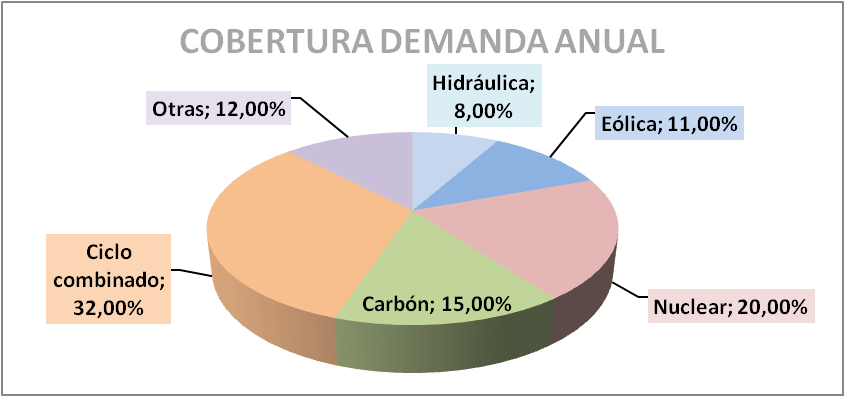 COBERTURA DEMANDA ANUAL
Hidráulica;
8,00%
Otras; 12,00%
Eólica; 11,00%
Ciclo
combinado;
32,00%
Carbón; 15,00%
Nuclear; 20,00%